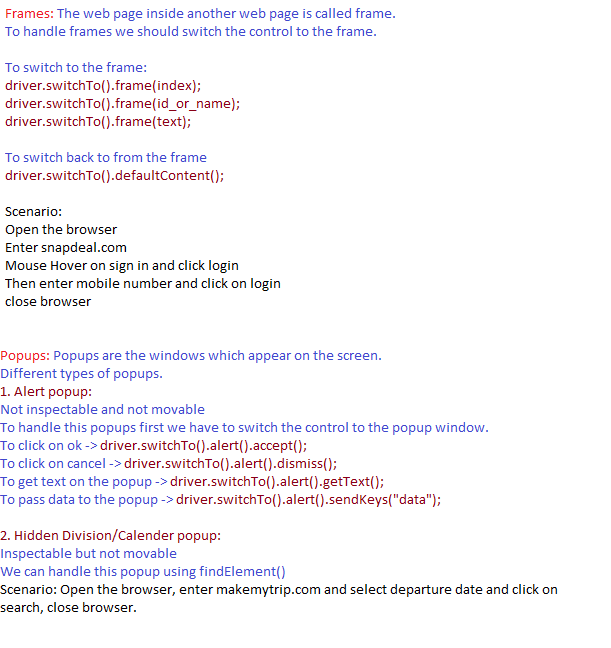 Frames: The web page inside another web page is called frame.
To handle frames we should switch the control to the frame.
To switch to the frame:
driver.switchTo().frame(index);
driver.switchTo().frame(id_or_name);
driver.switchTo().frame(text);
To switch back to from the frame
driver.switchTo().defaultContent();
Scenario:
Open the browser
Enter snapdeal.com
Mouse Hover on sign in and click login
Then enter mobile number and click on login
close browser
Popups: Popups are the windows which appear on the screen.
Different types of popups.
1. Alert popup:
Not inspectable and not movable
To handle this popups first we have to switch the control to the popup window.
To click on ok -> driver.switchTo().alert().accept();
To click on cancel -> driver.switchTo().alert().dismiss();
To get text on the popup -> driver.switchTo().alert().getText();
To pass data to the popup -> driver.switchTo().alert().sendKeys("data");
2. Hidden Division/Calender popup:
Inspectable but not movable
We can handle this popup using findElement()
Scenario: Open the browser, enter makemytrip.com and select departure date and click on
search, close browser.